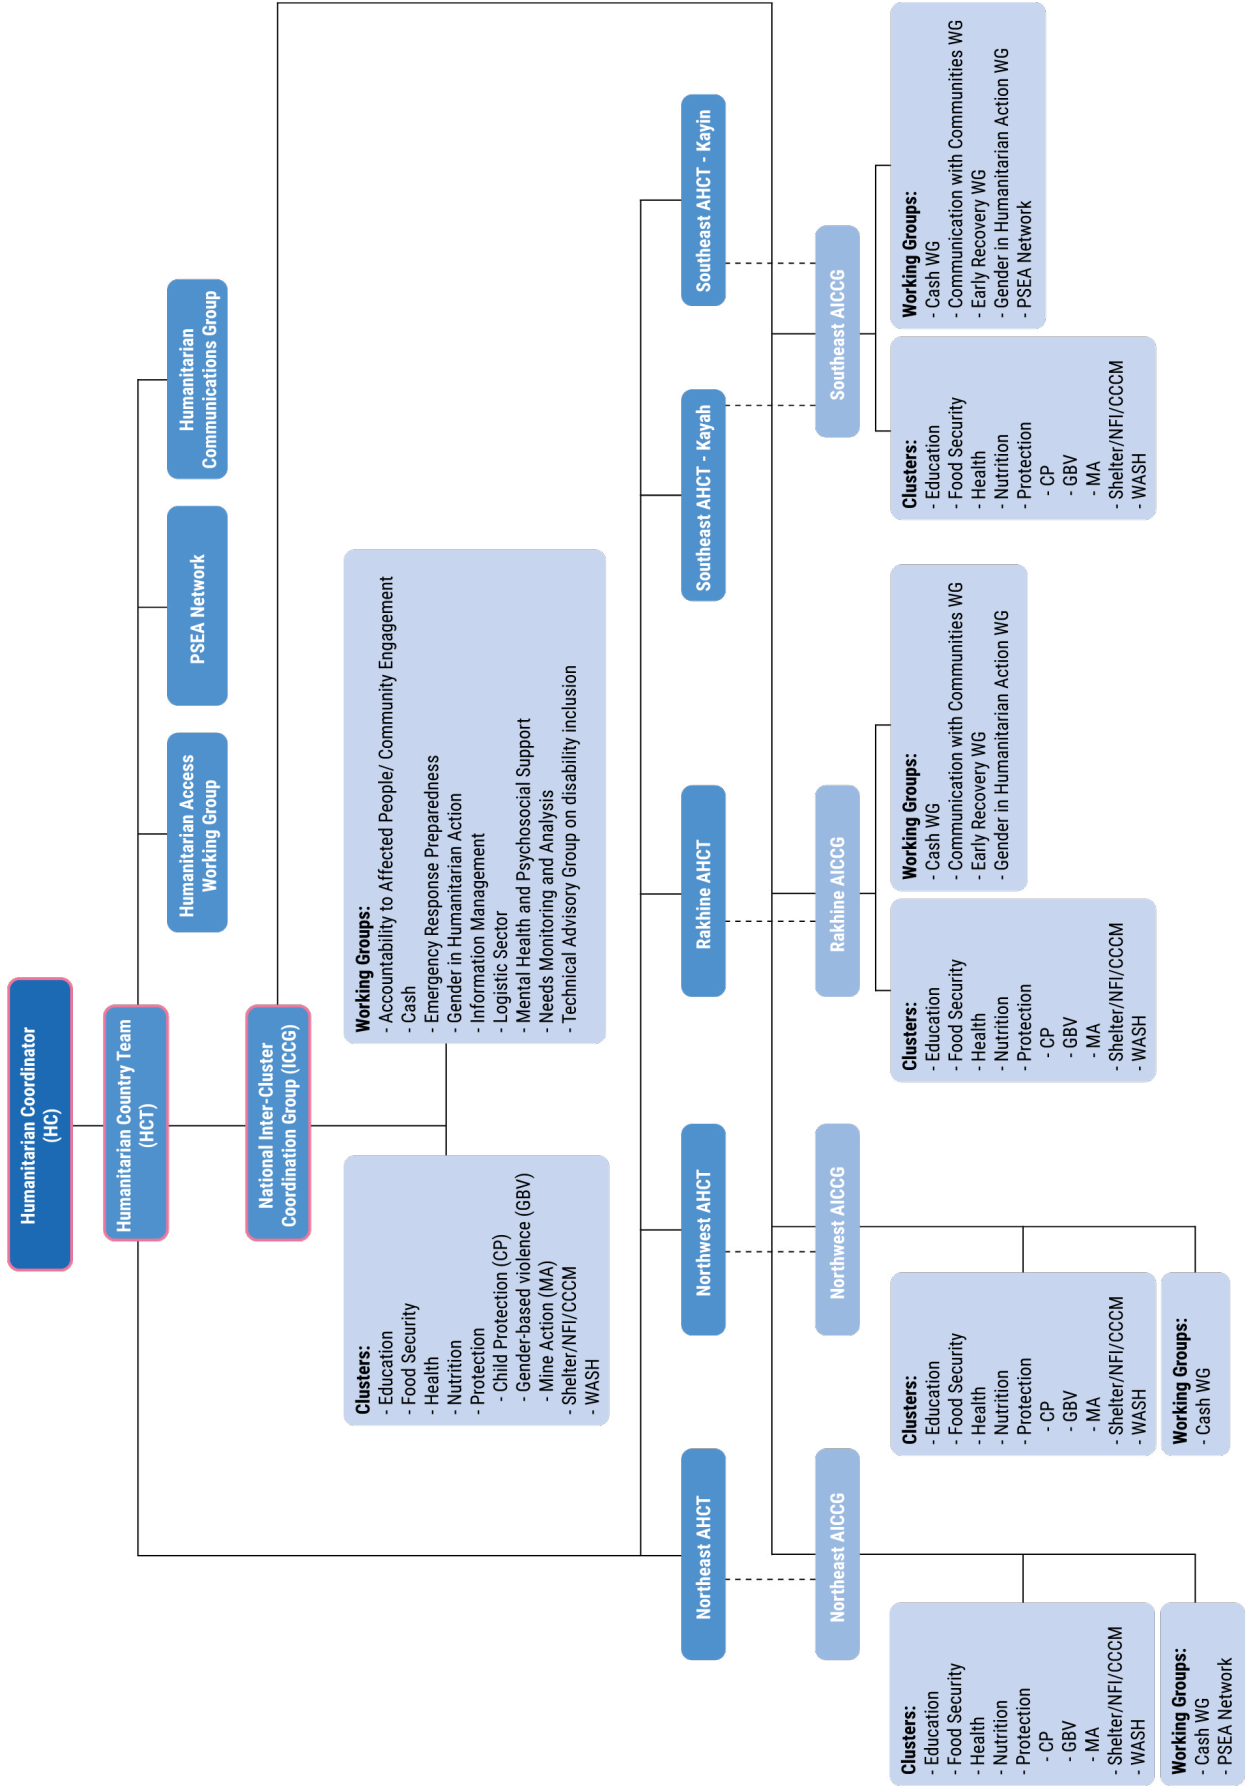 Humanitarian Coordinator
(HC)
Humanitarian Country Team
(HCT)
Humanitarian Access
Working Group
PSEA Network
Humanitarian
Communications Group
National Inter-Cluster
Coordination Group (ICCG)
Clusters:
- Education
- Food Security
- Health
- Nutrition
- Protection
- Child Protection (CP)
- Gender-based violence (GBV)
- Mine Action (MA)
- Shelter/NFI/CCCM
- WASH
Working Groups:
- Accountability to Affected People/ Community Engagement
- Cash
- Emergency Response Preparedness
- Gender in Humanitarian Action
- Information Management
- Logistic Sector
- Mental Health and Psychosocial Support
- Needs Monitoring and Analysis
- Technical Advisory Group on disability inclusion
Northeast AHCT
Northwest AHCT
Rakhine AHCT
Southeast AHCT - Kayah
Southeast AHCT - Kayin
Northeast AICCG
Northwest AICCG
Rakhine AICCG
Southeast AICCG
Clusters:
- Education
- Food Security
- Health
- Nutrition
- Protection
- CP
- GBV
- MA
- Shelter/NFI/CCCM
- WASH
Working Groups:
- Cash WG
- PSEA Network
Clusters:
- Education
- Food Security
- Health
- Nutrition
- Protection
- CP
- GBV
- MA
- Shelter/NFI/CCCM
- WASH
Working Groups:
- Cash WG
Clusters:
- Education
- Food Security
- Health
- Nutrition
- Protection
- CP
- GBV
- MA
- Shelter/NFI/CCCM
- WASH
Working Groups:
- Cash WG
- Communication with Communities WG
- Early Recovery WG
- Gender in Humanitarian Action WG
Clusters:
- Education
- Food Security
- Health
- Nutrition
- Protection
- CP
- GBV
- MA
- Shelter/NFI/CCCM
- WASH
Working Groups:
- Cash WG
- Communication with Communities WG
- Early Recovery WG
- Gender in Humanitarian Action WG
- PSEA Network